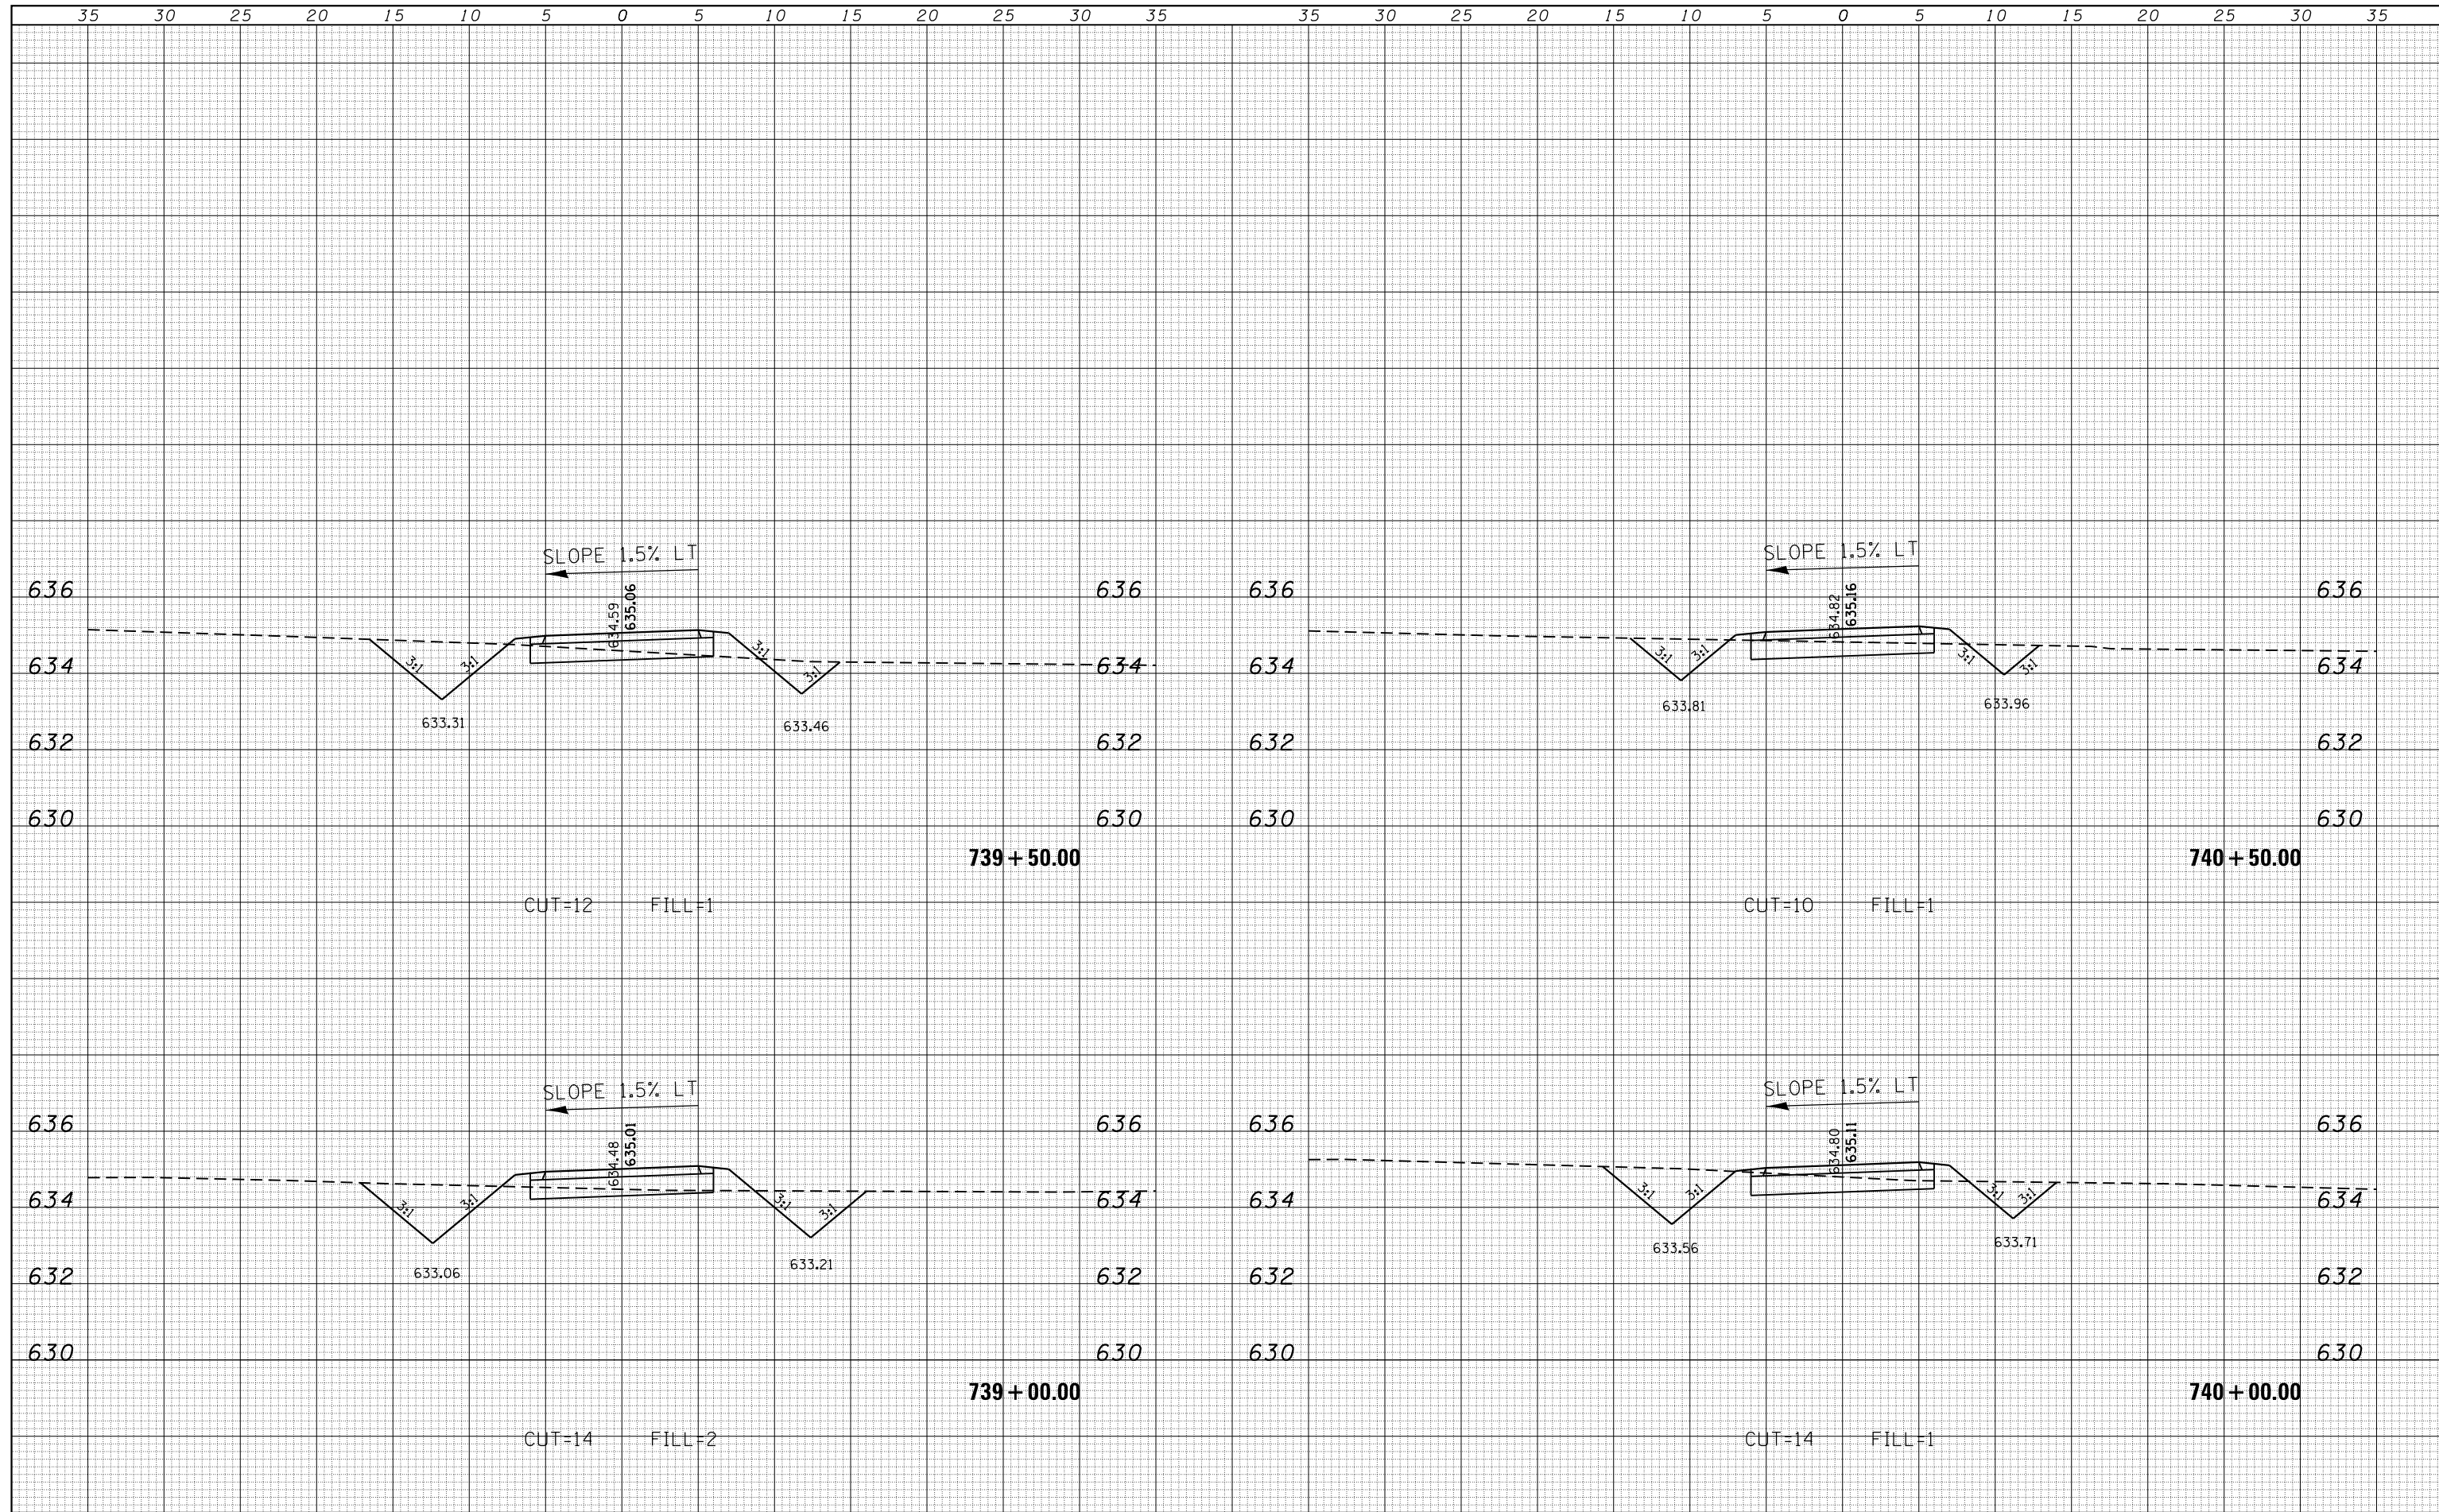 35 30 25 20 15 10 5 0 5 10 15 20 25 30 35 35 30 25 20 15 10 5 0 5 10 15 20 25 30 35
SLOPE 1.5% LT
634.59
635.06
636 636
634 634
632 632
630 630
3:1 3:1 3:1 3:1
633.31 633.46
739+50.00
CUT=12 FILL=1
SLOPE 1.5% LT
634.82
635.16
636 636
634 634
632 632
630 630
3:1 3:1 3:1 3:1
633.81 633.96
740+50.00
CUT=10 FILL=1
SLOPE 1.5% LT
634.48
635.01
636 636
634 634
632 632
630 630
3:1 3:1 3:1 3:1
633.06 633.21
739+00.00
CUT=14 FILL=2
SLOPE 1.5% LT
634.80
635.11
636 636
634 634
632 632
630 630
3:1 3:1 3:1 3:1
633.56 633.71
740+00.00
CUT=14 FILL=1